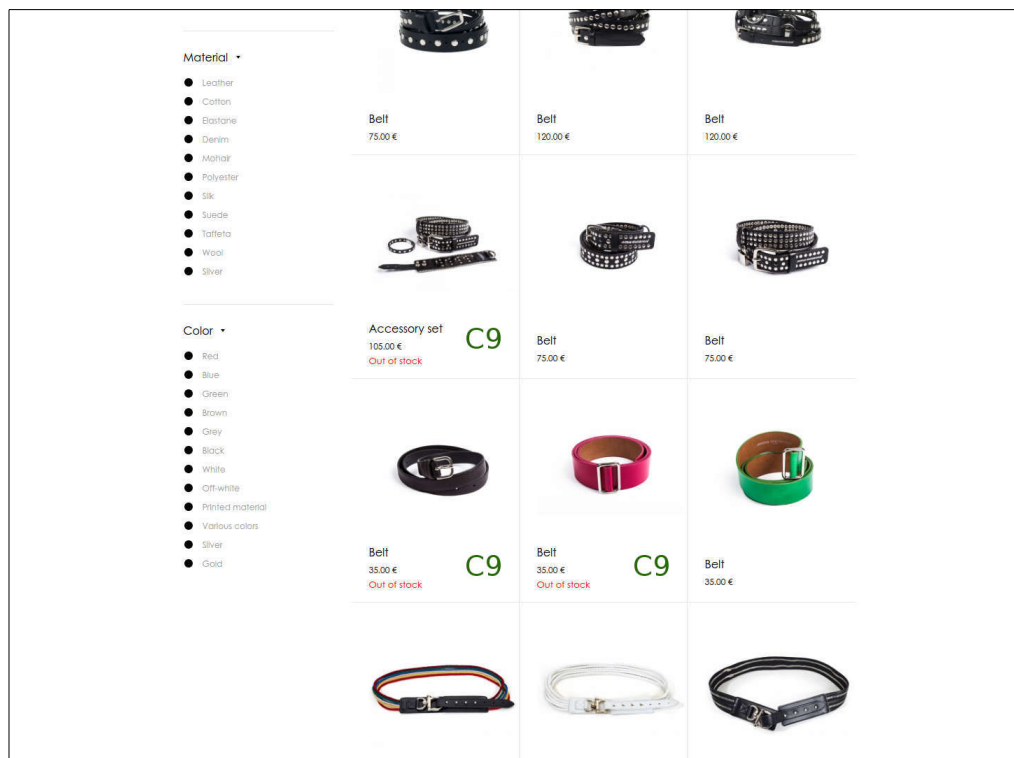 Material
Leather
Cotton
Elastane
Denim
Mohair
Polyester
Silk
Suede
Taffeta
Wool
Silver
Color
Red
Blue
Green
Brown
Grey
Black
White
Off-white
Printed material
Various colors
Silver
Gold
Belt
75.00 €
Belt
120.00 €
Belt
120.00 €
Accessory set
105.00 €
Out of stock
C9
Belt
75.00 €
Belt
75.00 €
Belt
35.00 €
Out of stock
C9
Belt
35.00 €
Out of stock
C9
Belt
35.00 €